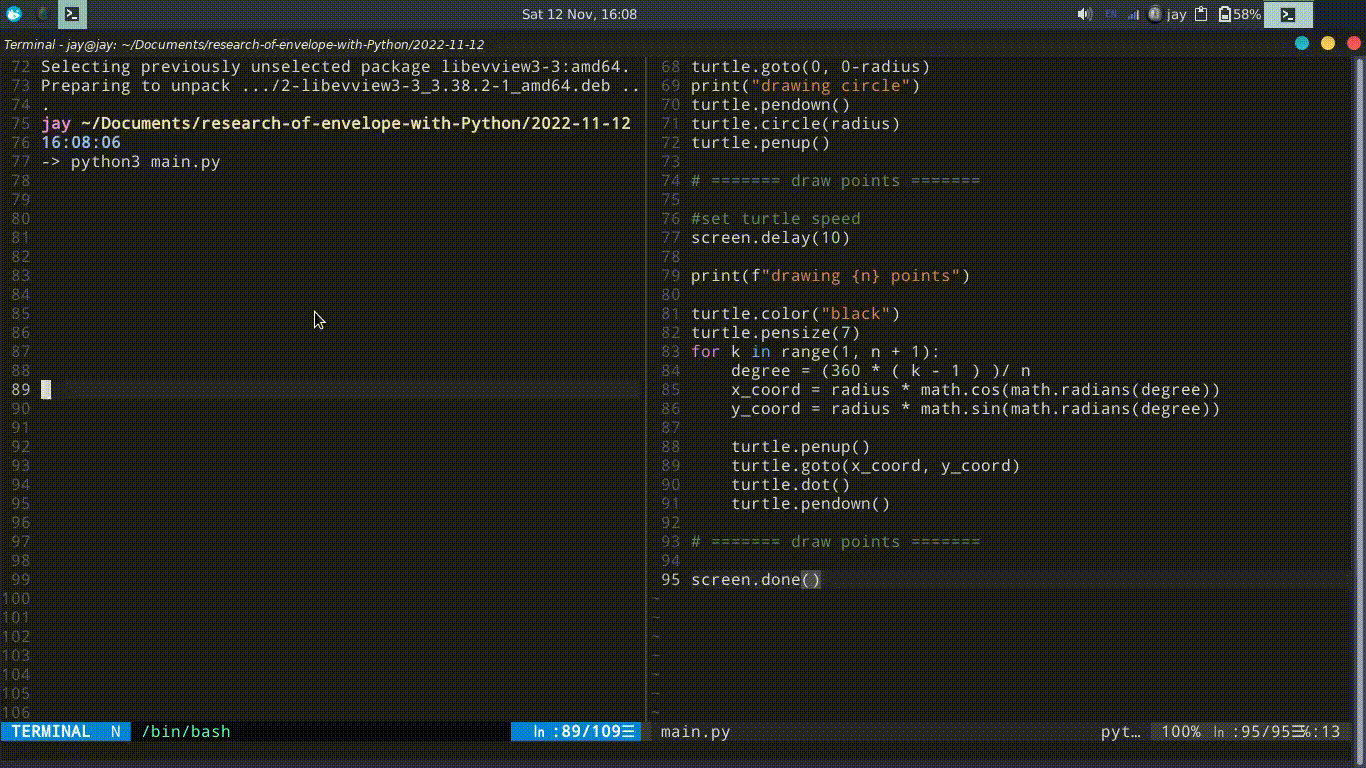 Sat 12 Nov, 16:08
EN
jay
58%
Terminal - jay@jay: ~/Documents/research-of-envelope-with-Python/2022-11-12
72 Selecting previously unselected package libevview3-3:amd64.
73 Preparing to unpack .../2-libevview3-3_3.38.2-1_amd64.deb ..
74 .
75 jay ~/Documents/research-of-envelope-with-Python/2022-11-12
76 16:08:06
77 -> python3 main.py
78
79
80
81
82
83
84
85
86
87
88
89
90
91
92
93
94
95
96
97
98
99
100
101
102
103
104
105
106
TERMINAL N /bin/bash ln :89/109☰
68 turtle.goto(0, 0-radius)
69 print("drawing circle")
70 turtle.pendown()
71 turtle.circle(radius)
72 turtle.penup()
73
74 # ======= draw points =======
75
76 #set turtle speed
77 screen.delay(10)
78
79 print(f"drawing {n} points")
80
81 turtle.color("black")
82 turtle.pensize(7)
83 for k in range(1, n + 1):
84     degree = (360 * ( k - 1 ) )/ n
85     x_coord = radius * math.cos(math.radians(degree))
86     y_coord = radius * math.sin(math.radians(degree))
87
88     turtle.penup()
89     turtle.goto(x_coord, y_coord)
90     turtle.dot()
91     turtle.pendown()
92
93 # ======= draw points =======
94
95 screen.done()
~
~
~
~
~
~
~
main.py pyt… 100% ln :95/95☰%:13